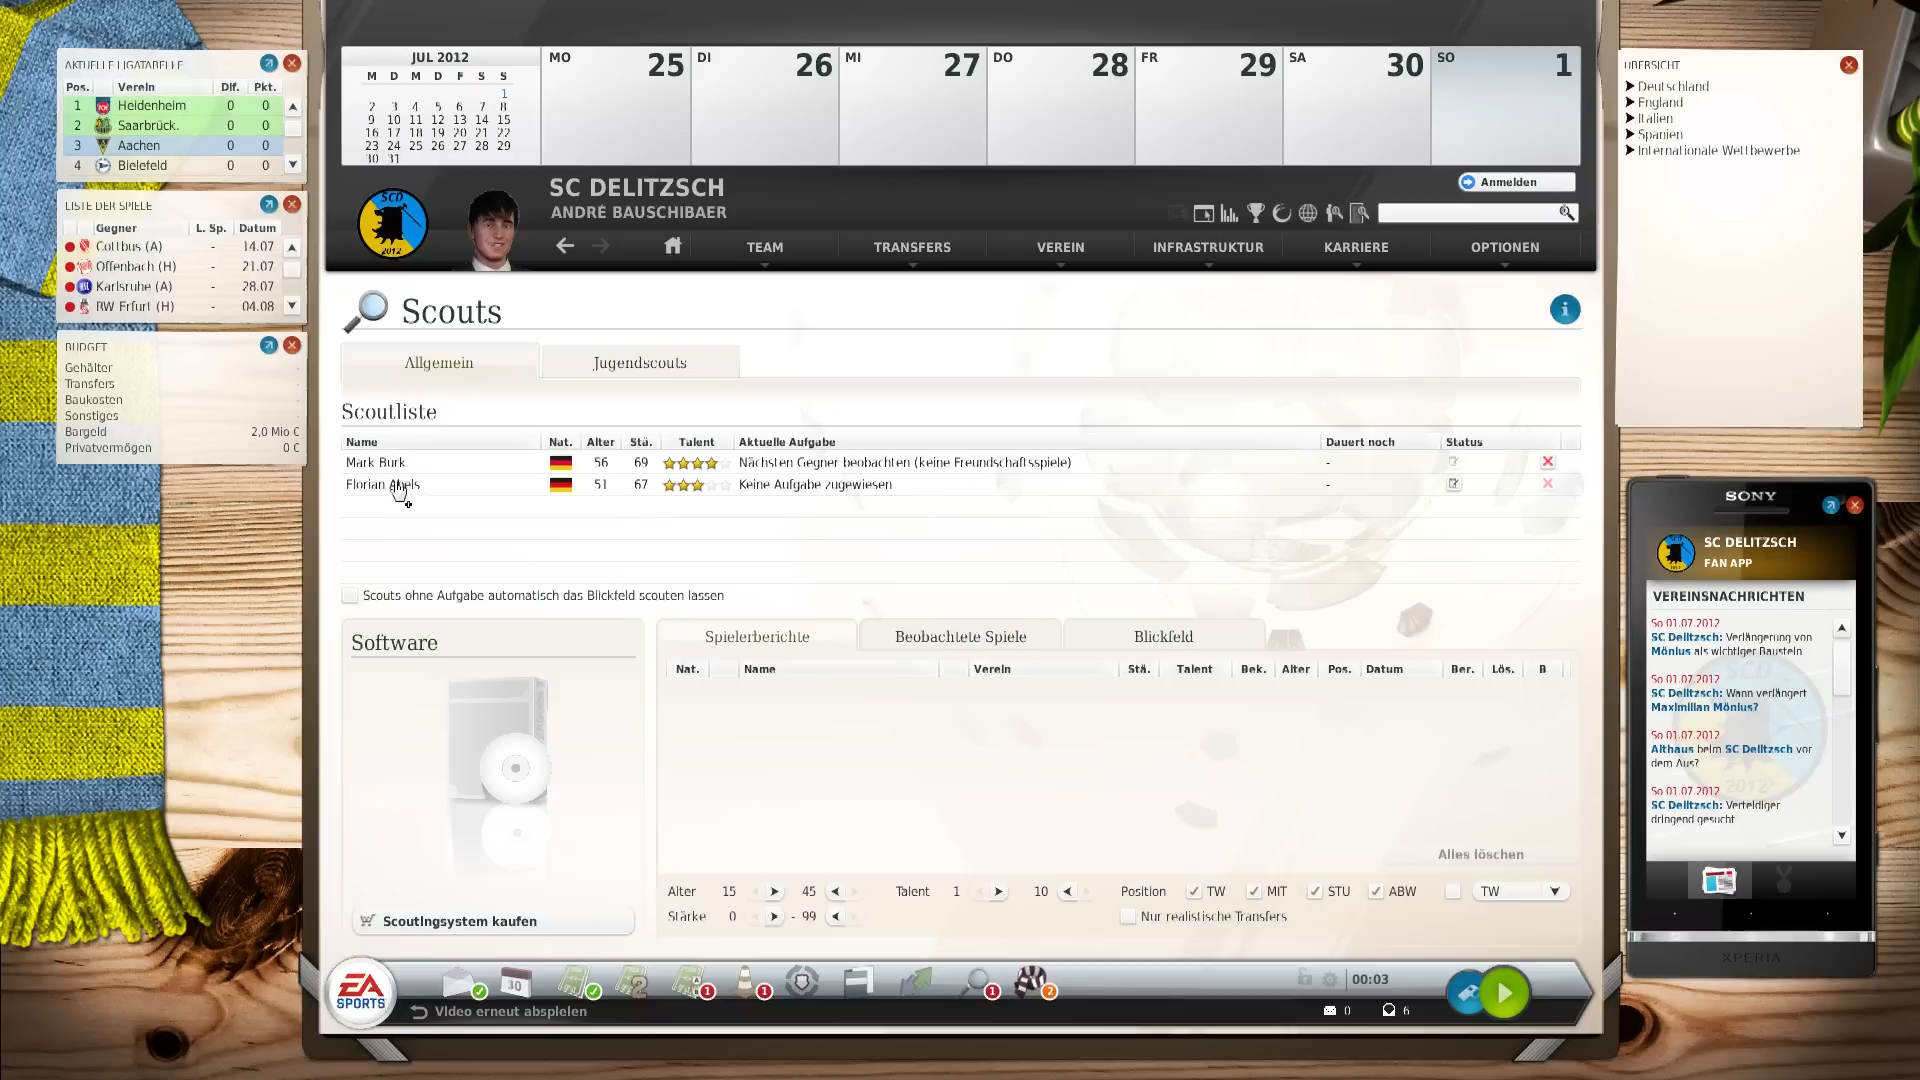 AKTUELLE LIGATABELLE
Pos. Verein Dif. Pkt.
1 Heidenheim 0 0
2 Saarbrück. 0 0
3 Aachen 0 0
4 Bielefeld 0 0
LISTE DER SPIELE
Gegner L. Sp. Datum
Cottbus (A) - 14.07
Offenbach (H) - 21.07
Karlsruhe (A) - 28.07
RW Erfurt (H) - 04.08
BUDGET
Gehälter -
Transfers -
Baukosten -
Sonstiges -
Bargeld 2,0 Mio €
Privatvermögen 0 €
JUL 2012
M D M D F S S
1
2 3 4 5 6 7 8
9 10 11 12 13 14 15
16 17 18 19 20 21 22
23 24 25 26 27 28 29
30 31
MO 25 DI 26 MI 27 DO 28 FR 29 SA 30 SO 1
SCD
2012
SC DELITZSCH
ANDRÉ BAUSCHIBAER
Anmelden
TEAM TRANSFERS VEREIN INFRASTRUKTUR KARRIERE OPTIONEN
Scouts
Allgemein Jugendscouts
Scoutliste
Name Nat. Alter Stä. Talent Aktuelle Aufgabe Dauert noch Status
Mark Burk 56 69 Nächsten Gegner beobachten (keine Freundschaftsspiele) -
Florian 51 67 Keine Aufgabe zugewiesen -
Scouts ohne Aufgabe automatisch das Blickfeld scouten lassen
Software
Scoutingsystem kaufen
Spielerberichte Beobachtete Spiele Blickfeld
Nat. Name Verein Stä. Talent Bek. Alter Pos. Datum Ber. Lös. B
Alles löschen
Alter 15 45 Talent 1 10 Position TW MIT STU ABW TW
Stärke 0 - 99 Nur realistische Transfers
ÜBERSICHT
Deutschland
England
Italien
Spanien
Internationale Wettbewerbe
SONY
SC DELITZSCH
FAN APP
VEREINSNACHRICHTEN
So 01.07.2012
SC Delitzsch: Verlängerung von
Mönius als wichtiger Baustein
So 01.07.2012
SC Delitzsch: Wann verlängert
Maximilian Mönius?
So 01.07.2012
Althaus beim SC Delitzsch vor
dem Aus?
So 01.07.2012
SC Delitzsch: Verteidiger
dringend gesucht
XPERIA
EA
SPORTS
30 2 1 1 1 2
00:03
Video erneut abspielen
0 6